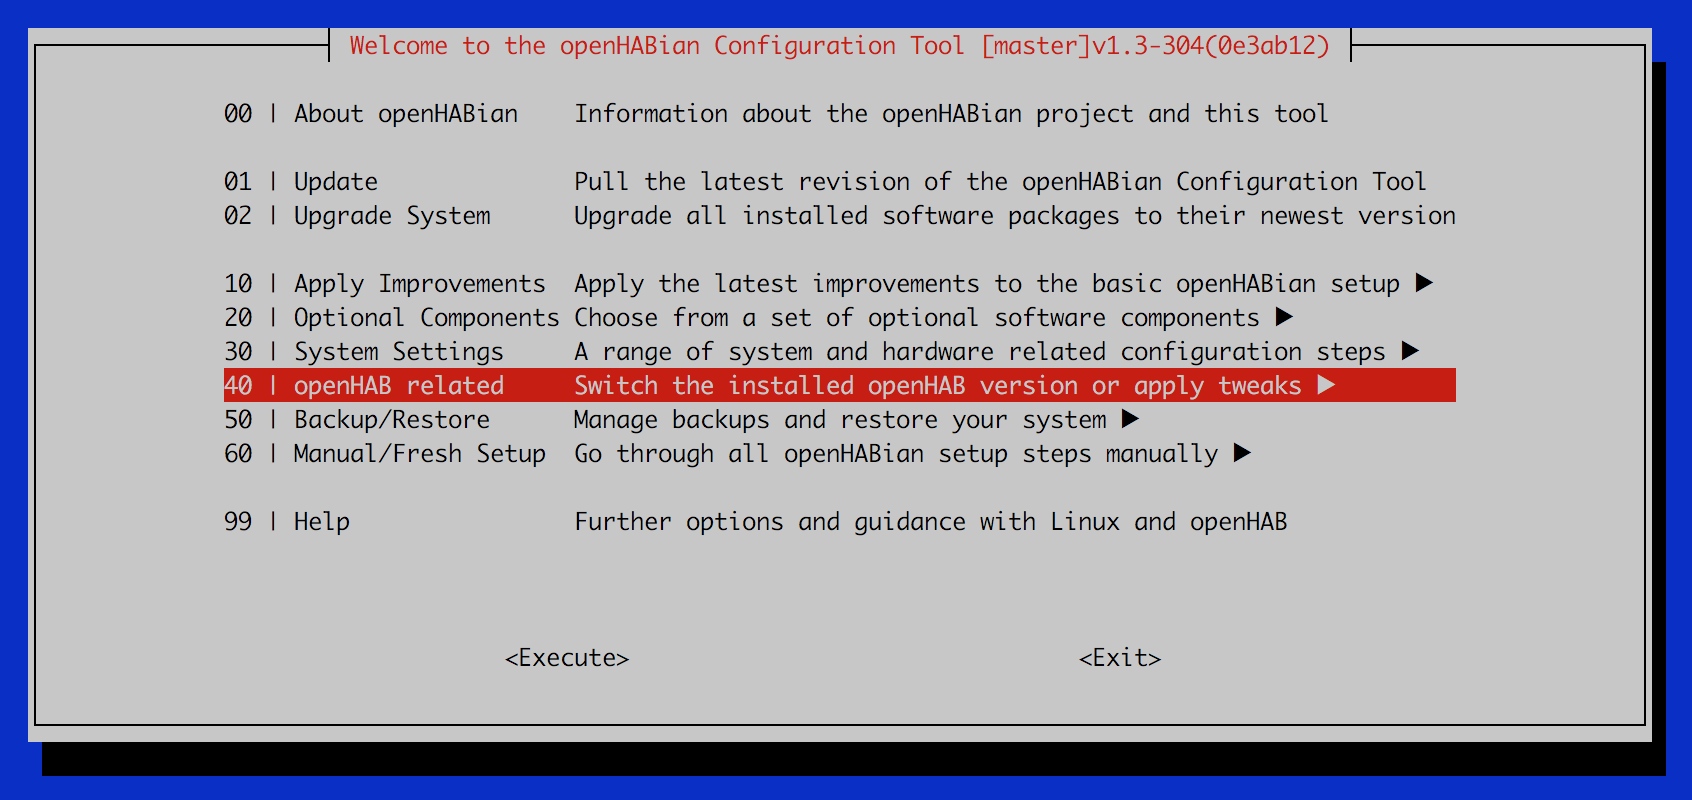 Welcome to the openHABian Configuration Tool [master]v1.3-304(0e3ab12)
00 | About openHABian    Information about the openHABian project and this tool
01 | Update              Pull the latest revision of the openHABian Configuration Tool
02 | Upgrade System      Upgrade all installed software packages to their newest version
10 | Apply Improvements  Apply the latest improvements to the basic openHABian setup ▶
20 | Optional Components Choose from a set of optional software components ▶
30 | System Settings     A range of system and hardware related configuration steps ▶
40 | openHAB related     Switch the installed openHAB version or apply tweaks ▶
50 | Backup/Restore      Manage backups and restore your system ▶
60 | Manual/Fresh Setup  Go through all openHABian setup steps manually ▶
99 | Help                Further options and guidance with Linux and openHAB
<Execute> <Exit>